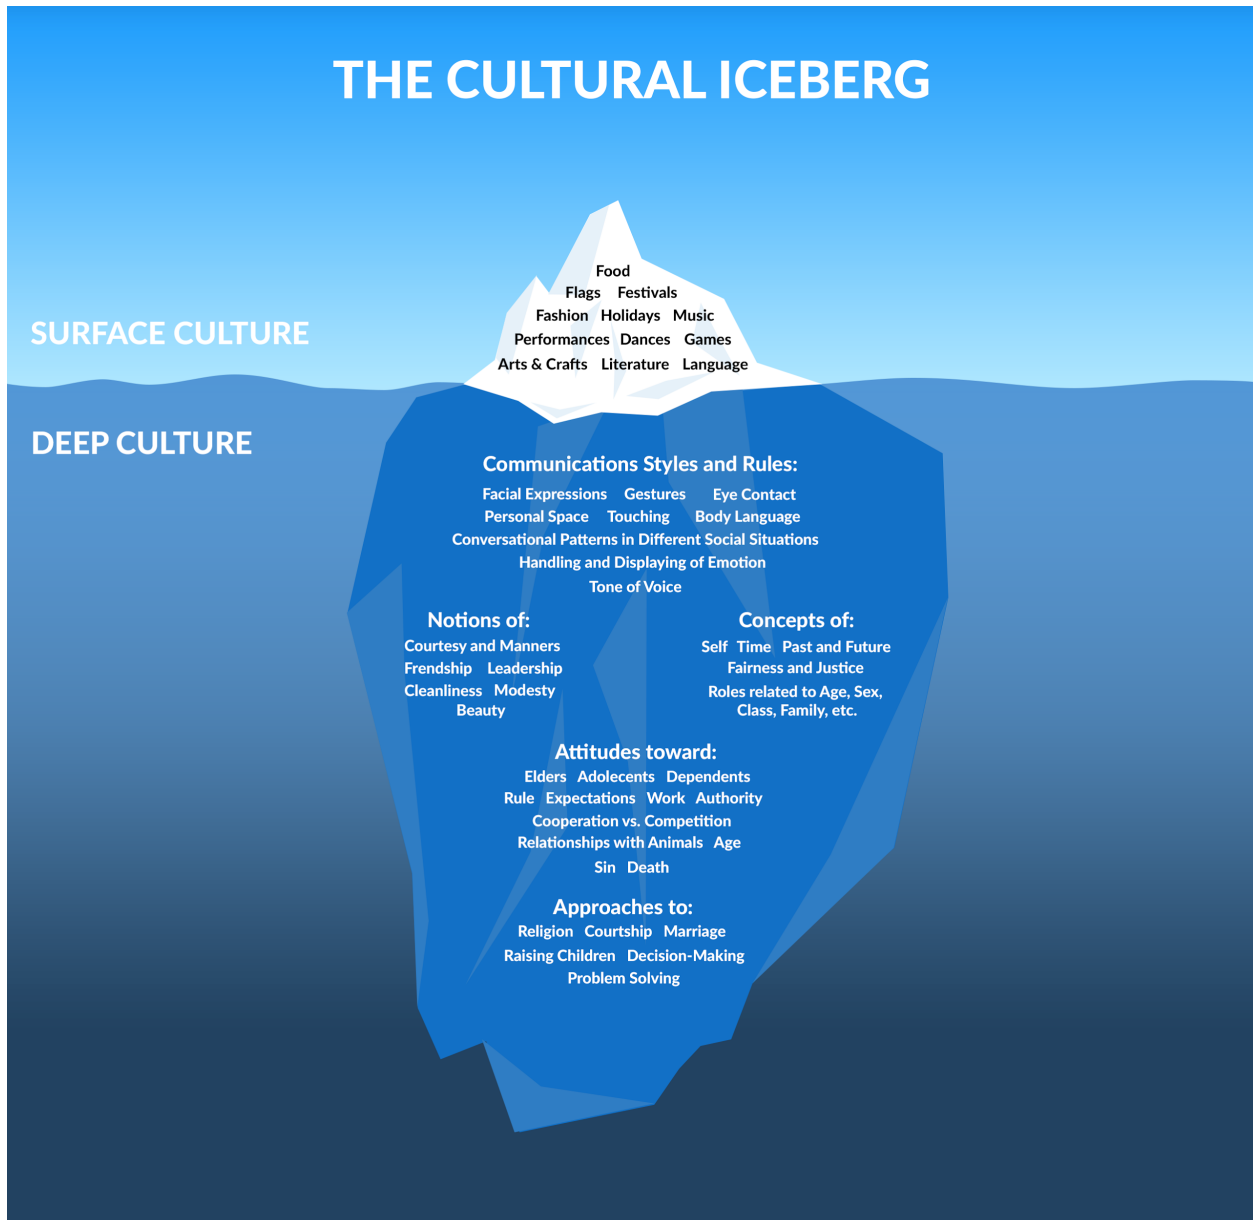 THE CULTURAL ICEBERG
Food
Flags Festivals
Fashion Holidays Music
Performances Dances Games
Arts & Crafts Literature Language
SURFACE CULTURE
DEEP CULTURE
Communications Styles and Rules:
Facial Expressions Gestures Eye Contact
Personal Space Touching Body Language
Conversational Patterns in Different Social Situations
Handling and Displaying of Emotion
Tone of Voice
Notions of:
Courtesy and Manners
Frendship Leadership
Cleanliness Modesty
Beauty
Concepts of:
Self Time Past and Future
Fairness and Justice
Roles related to Age, Sex,
Class, Family, etc.
Attitudes toward:
Elders Adolecents Dependents
Rule Expectations Work Authority
Cooperation vs. Competition
Relationships with Animals Age
Sin Death
Approaches to:
Religion Courtship Marriage
Raising Children Decision-Making
Problem Solving